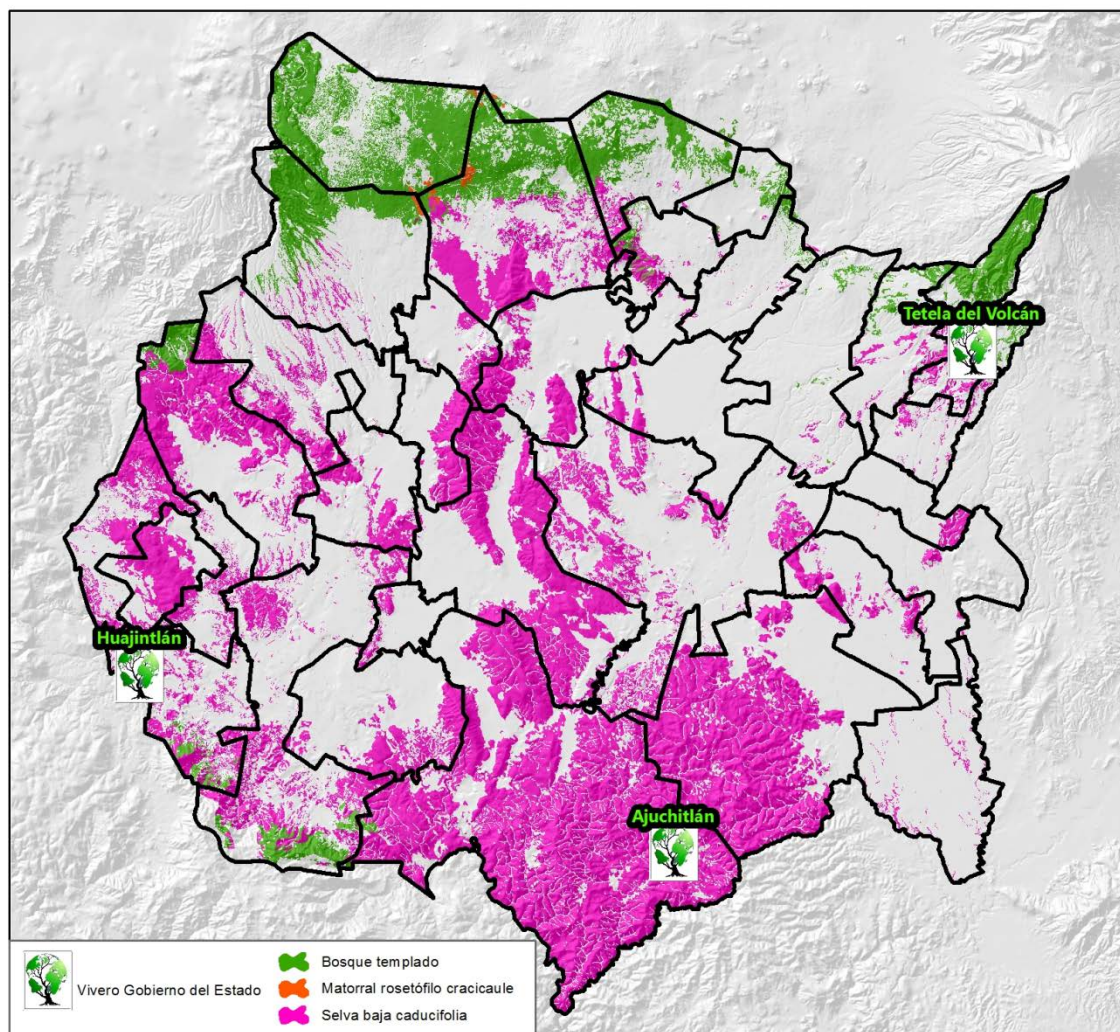 Tetela del Volcán
Huajintlán
Ajuchitlán
Vivero Gobierno del Estado
Bosque templado
Matorral rosetófilo cracicaule
Selva baja caducifolia